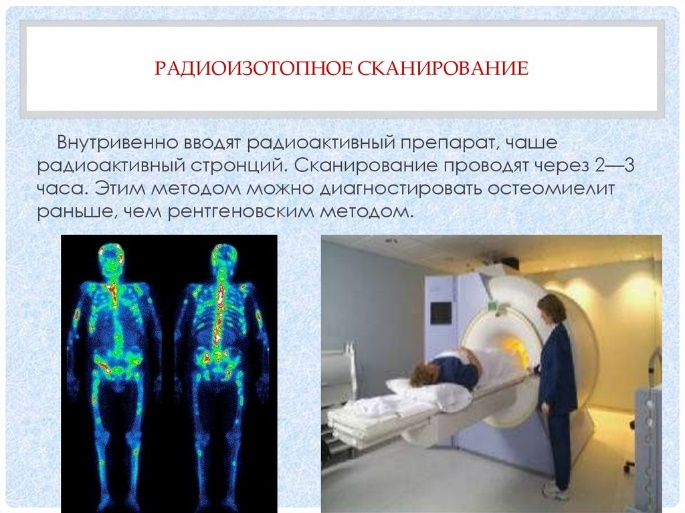 РАДИОИЗОТОПНОЕ СКАНИРОВАНИЕ
Внутривенно вводят радиоактивный препарат, чаше
радиоактивный стронций. Сканирование проводят через 2—3
часа. Этим методом можно диагностировать остеомиелит
раньше, чем рентгеновским методом.